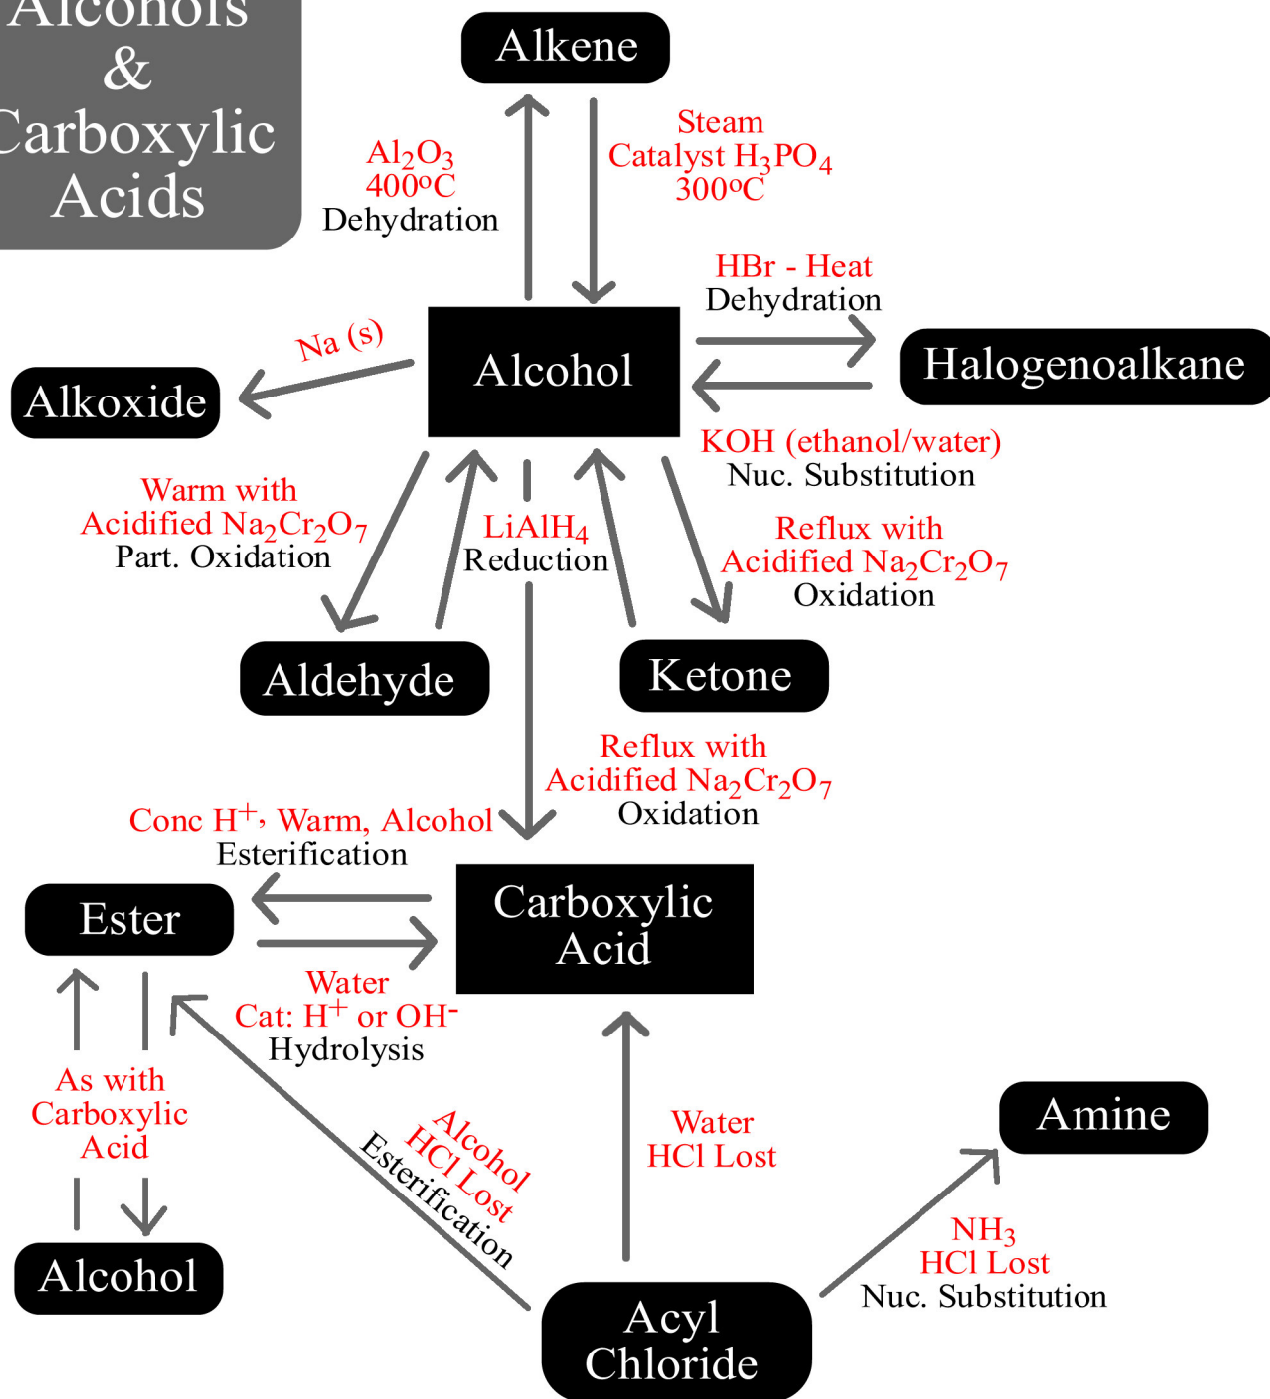 Alcohols
&
Carboxylic
Acids
Alkene
Al₂O₃
400ºC
Dehydration
Steam
Catalyst H₃PO₄
300ºC
HBr - Heat
Dehydration
Na (s)
Alcohol
Halogenoalkane
Alkoxide
KOH (ethanol/water)
Nuc. Substitution
Warm with
Acidified Na₂Cr₂O₇
Part. Oxidation
LiAlH₄
Reduction
Reflux with
Acidified Na₂Cr₂O₇
Oxidation
Aldehyde
Ketone
Reflux with
Acidified Na₂Cr₂O₇
Oxidation
Conc H⁺, Warm, Alcohol
Esterification
Ester
Carboxylic
Acid
Water
Cat: H⁺ or OH⁻
Hydrolysis
As with
Carboxylic
Acid
Alcohol
HCl Lost
Esterification
Water
HCl Lost
Amine
NH₃
HCl Lost
Nuc. Substitution
Alcohol
Acyl
Chloride